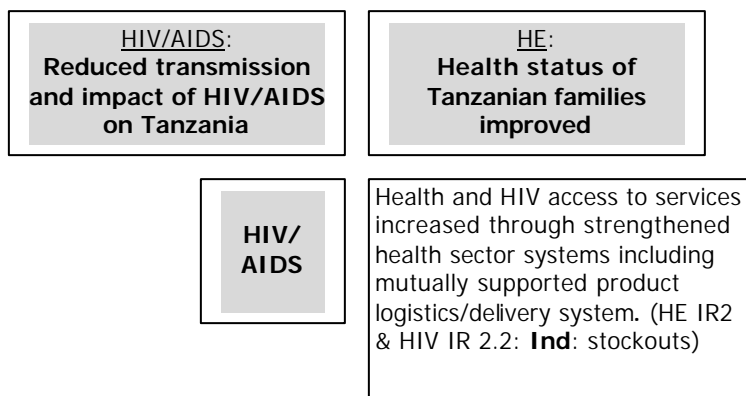 HIV/AIDS:
Reduced transmission
and impact of HIV/AIDS
on Tanzania
HE:
Health status of
Tanzanian families
improved
HIV/
AIDS
Health and HIV access to services
increased through strengthened
health sector systems including
mutually supported product
logistics/delivery system. (HE IR2
& HIV IR 2.2: Ind: stockouts)